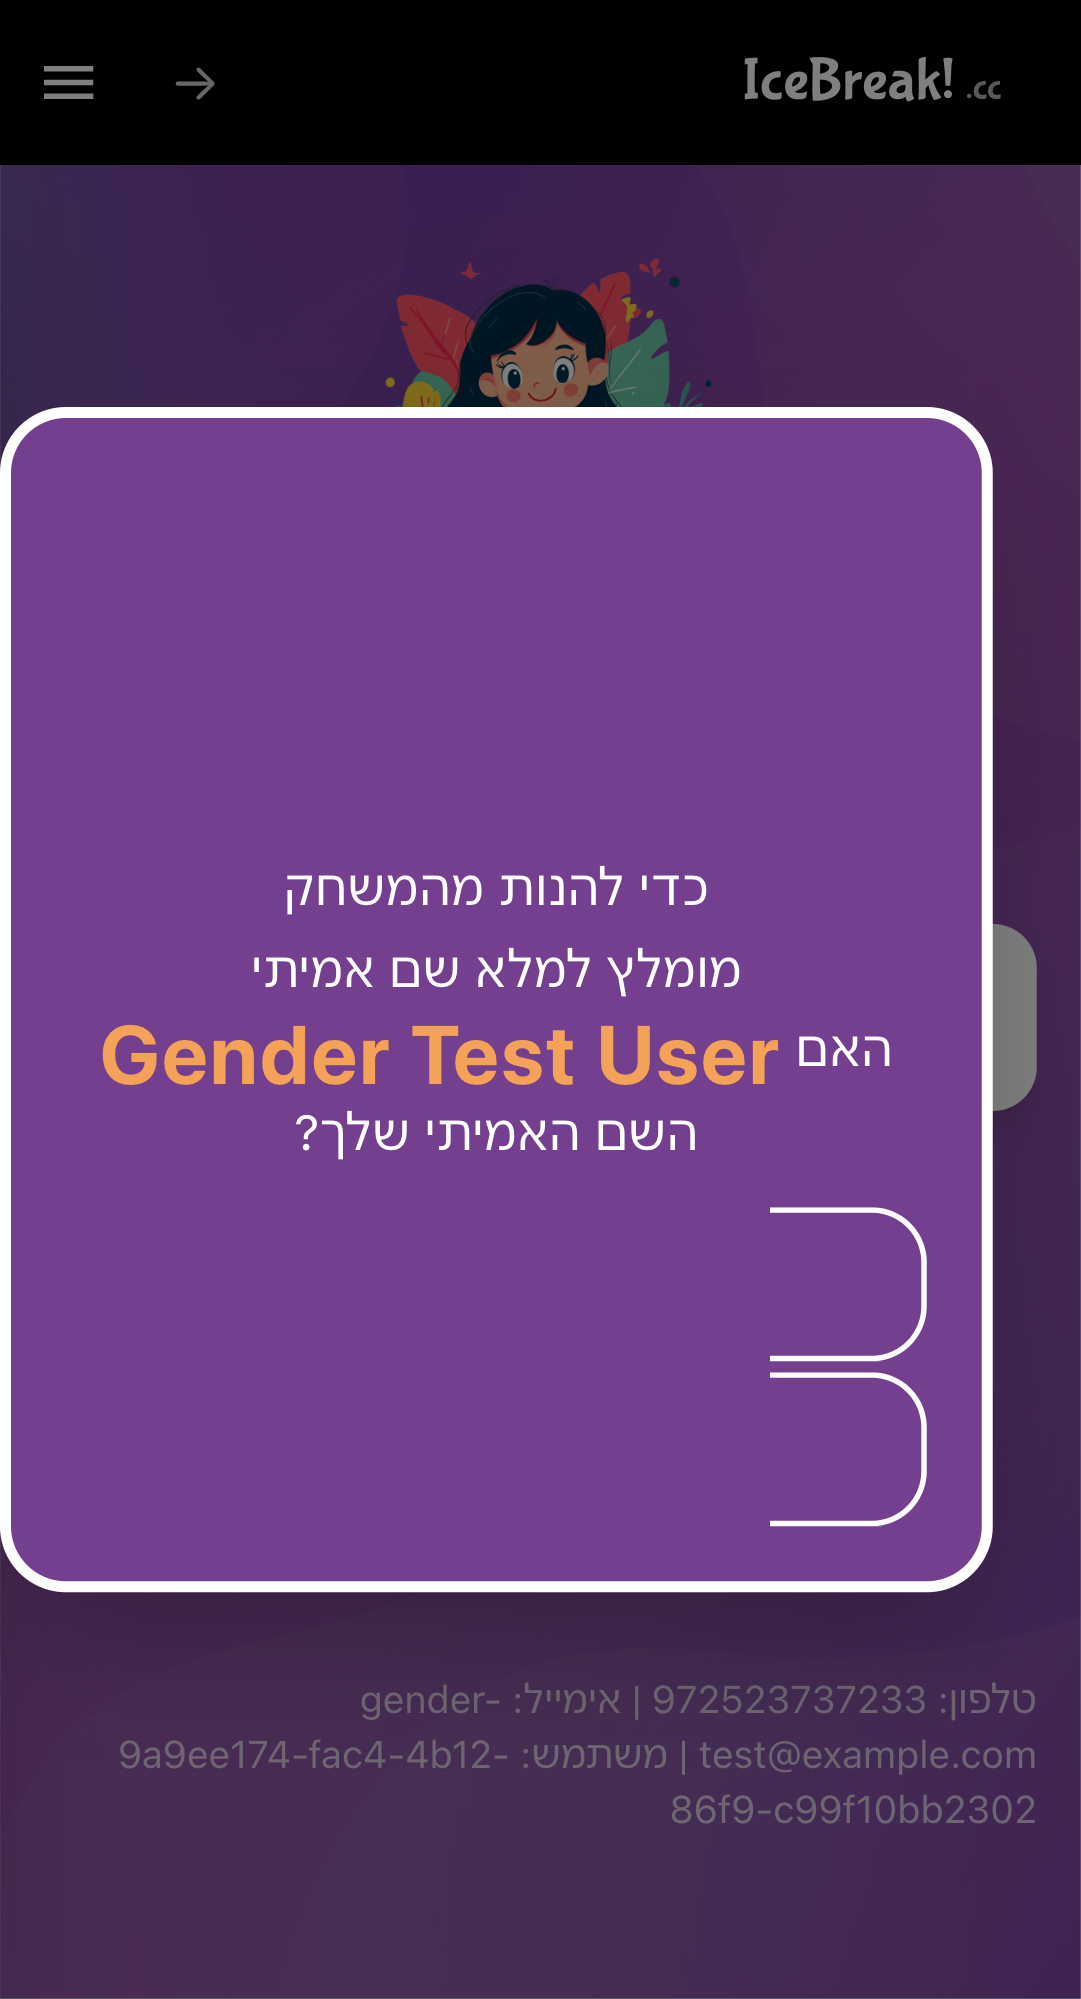 IceBreak! .cc
כדי להנות מהמשחק
מומלץ למלא שם אמיתי
האם Gender Test User
השם האמיתי שלך?
טלפון: 972523737233 | אימייל: gender-
test@example.com | משתמש: 9a9ee174-fac4-4b12-
86f9-c99f10bb2302